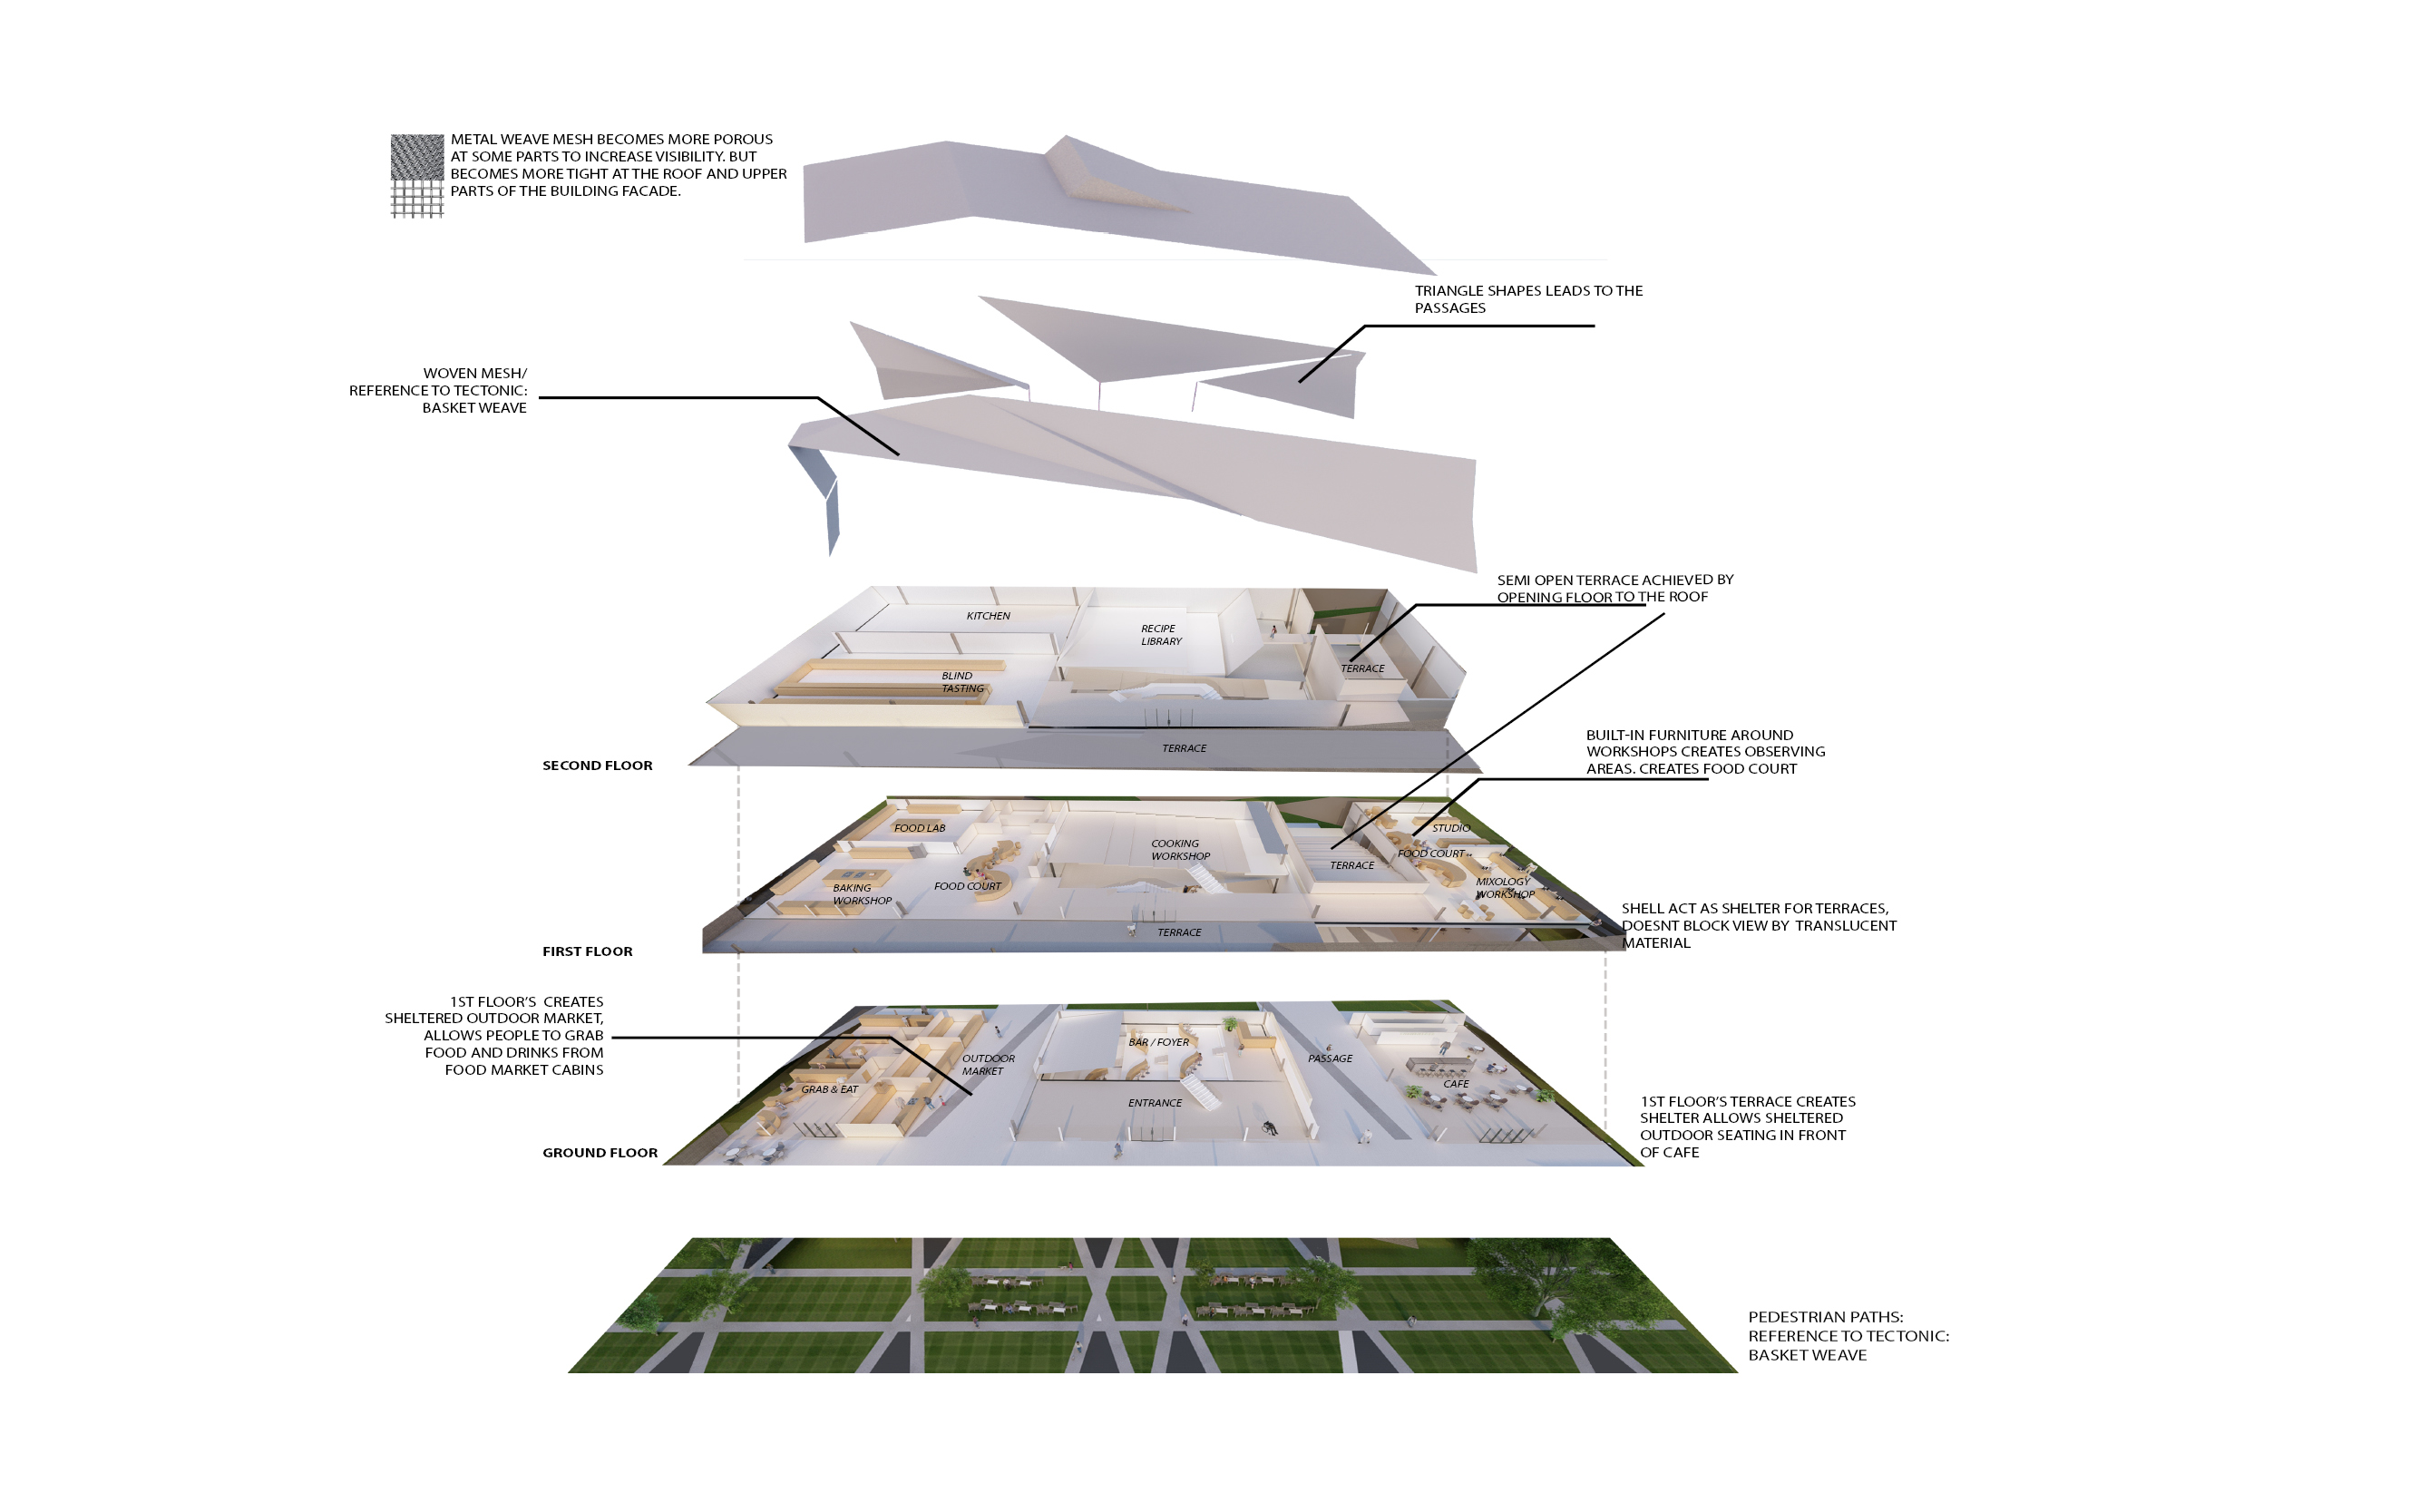 METAL WEAVE MESH BECOMES MORE POROUS
AT SOME PARTS TO INCREASE VISIBILITY. BUT
BECOMES MORE TIGHT AT THE ROOF AND UPPER
PARTS OF THE BUILDING FACADE.
TRIANGLE SHAPES LEADS TO THE
PASSAGES
WOVEN MESH/
REFERENCE TO TECTONIC:
BASKET WEAVE
SEMI OPEN TERRACE ACHIEVED BY
OPENING FLOOR TO THE ROOF
KITCHEN
RECIPE
LIBRARY
TERRACE
BLIND
TASTING
TERRACE
SECOND FLOOR
BUILT-IN FURNITURE AROUND
WORKSHOPS CREATES OBSERVING
AREAS. CREATES FOOD COURT
FOOD LAB
STUDIO
COOKING
WORKSHOP
FOOD COURT
TERRACE
BAKING
WORKSHOP
FOOD COURT
MIXOLOGY
WORKSHOP
TERRACE
SHELL ACT AS SHELTER FOR TERRACES,
DOESNT BLOCK VIEW BY TRANSLUCENT
MATERIAL
FIRST FLOOR
1ST FLOOR'S CREATES
SHELTERED OUTDOOR MARKET,
ALLOWS PEOPLE TO GRAB
FOOD AND DRINKS FROM
FOOD MARKET CABINS
BAR / FOYER
OUTDOOR
MARKET
PASSAGE
GRAB & EAT
CAFE
ENTRANCE
1ST FLOOR'S TERRACE CREATES
SHELTER ALLOWS SHELTERED
OUTDOOR SEATING IN FRONT
OF CAFE
GROUND FLOOR
PEDESTRIAN PATHS:
REFERENCE TO TECTONIC:
BASKET WEAVE